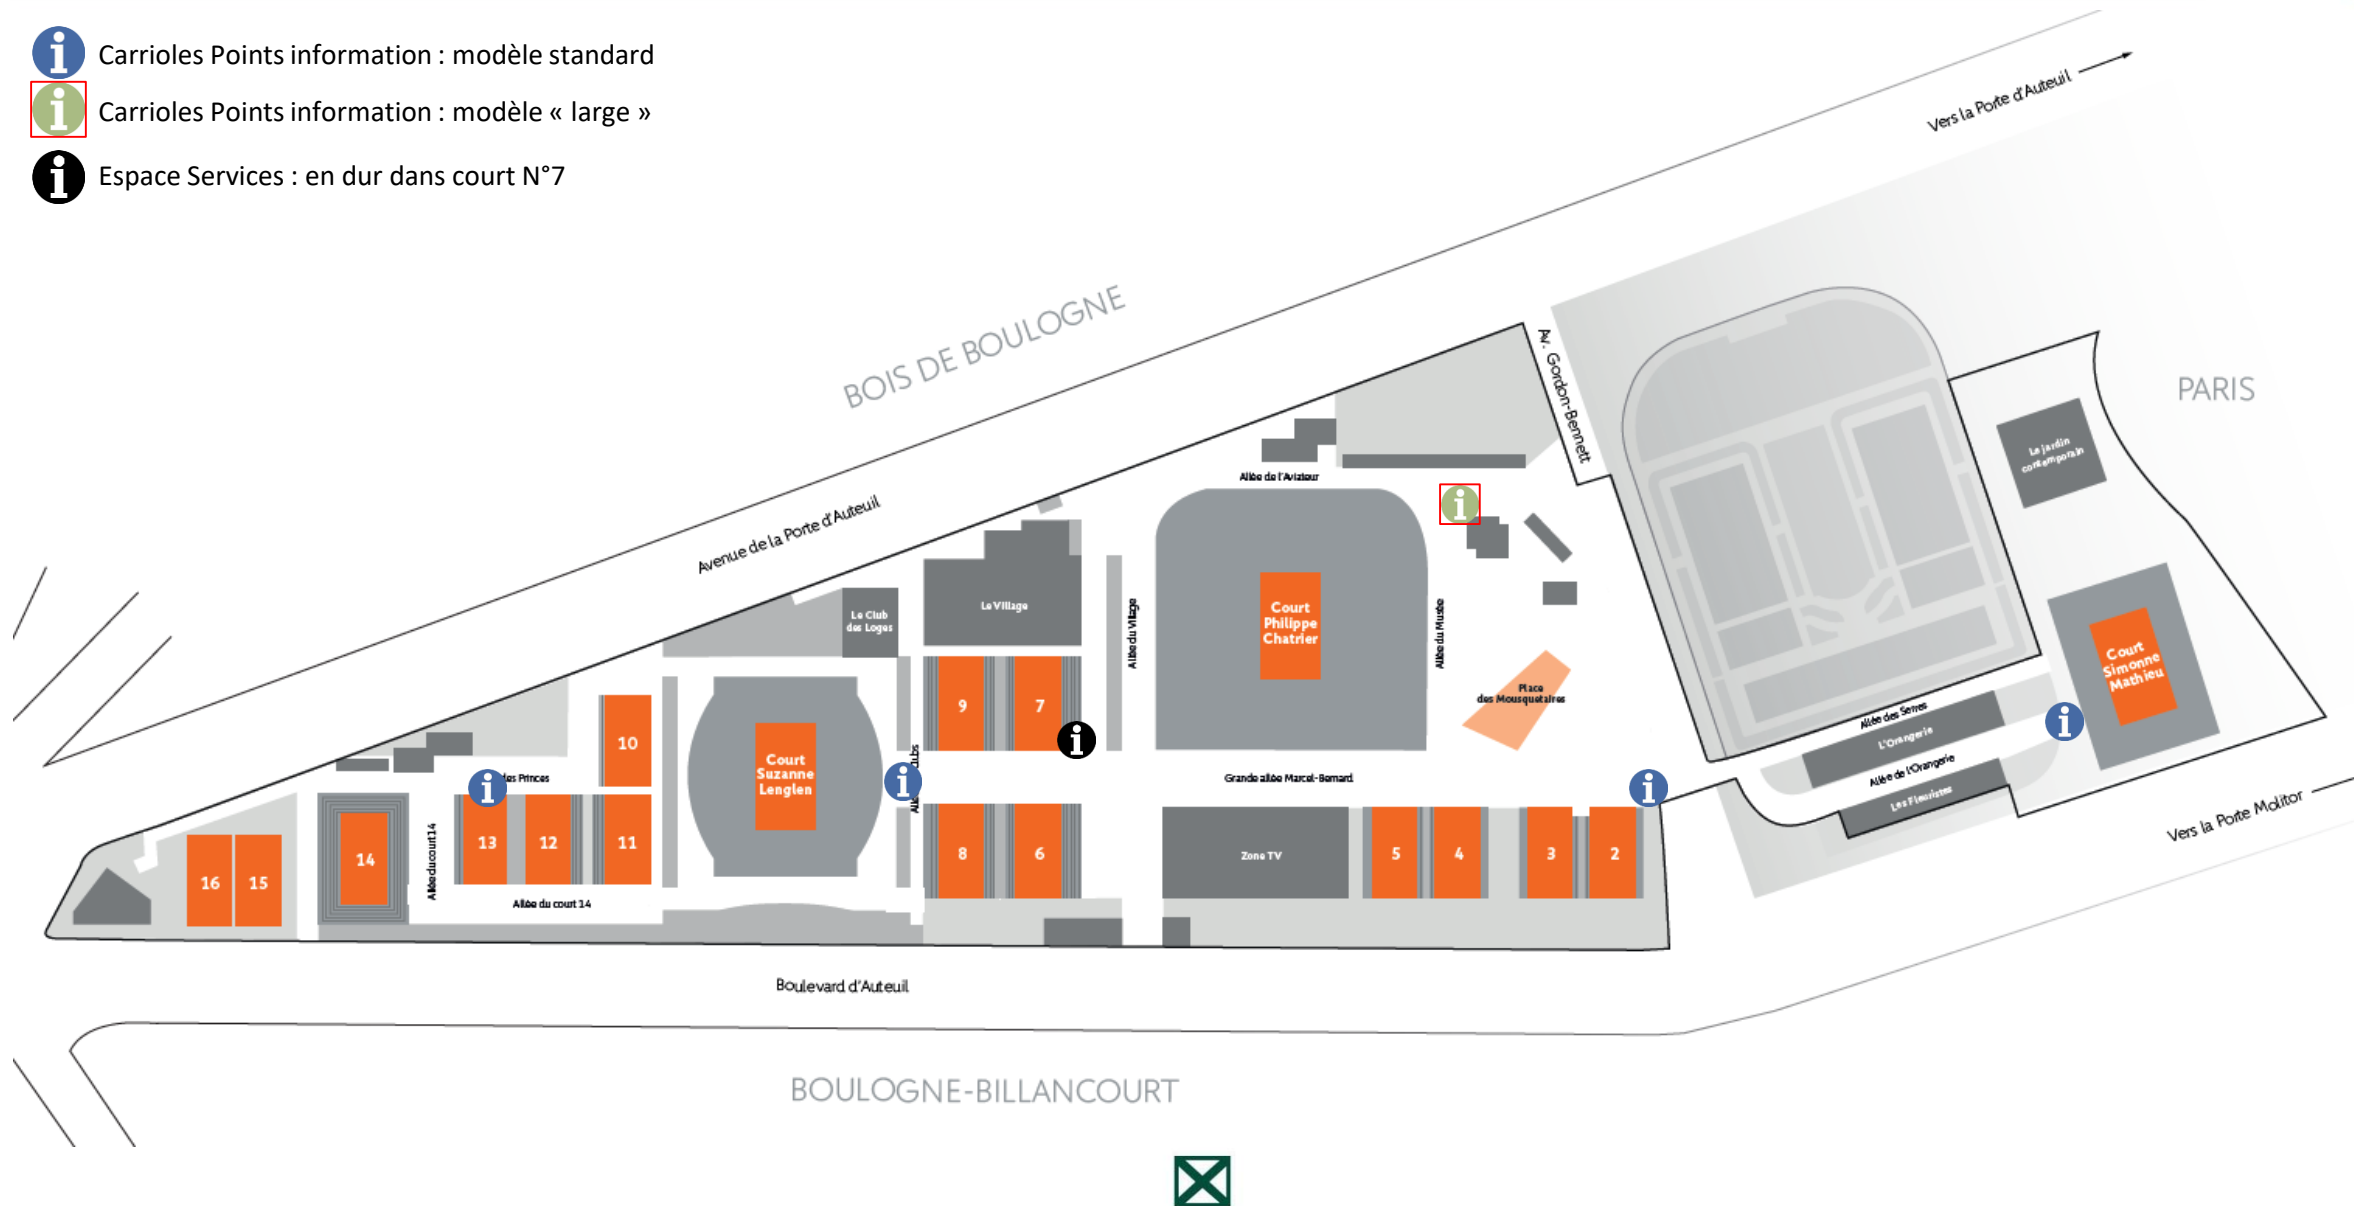 Carrioles Points information : modèle standard
Carrioles Points information : modèle « large »
Espace Services : en dur dans court N°7
Vers la Porte d'Auteuil
BOIS DE BOULOGNE
Av. Gordon-Bennett
PARIS
Le jardin
contemporain
Allée de l'Aviateur
Avenue de la Porte d'Auteuil
Le Club
des Loges
Le Village
Allée du Village
Court
Philippe
Chatrier
Allée du Musée
Place
des Mousquetaires
Court
Simonne
Mathieu
Allée des Serres
L'Orangerie
Allée de l'Orangerie
Les Fleuristes
9
7
10
des Princes
Court
Suzanne
Lenglen
Grande allée Marcel-Bernard
Vers la Porte Molitor
16
15
14
Allée du court 14
13
12
11
8
6
Zone TV
5
4
3
2
Allée du court 14
Boulevard d'Auteuil
BOULOGNE-BILLANCOURT